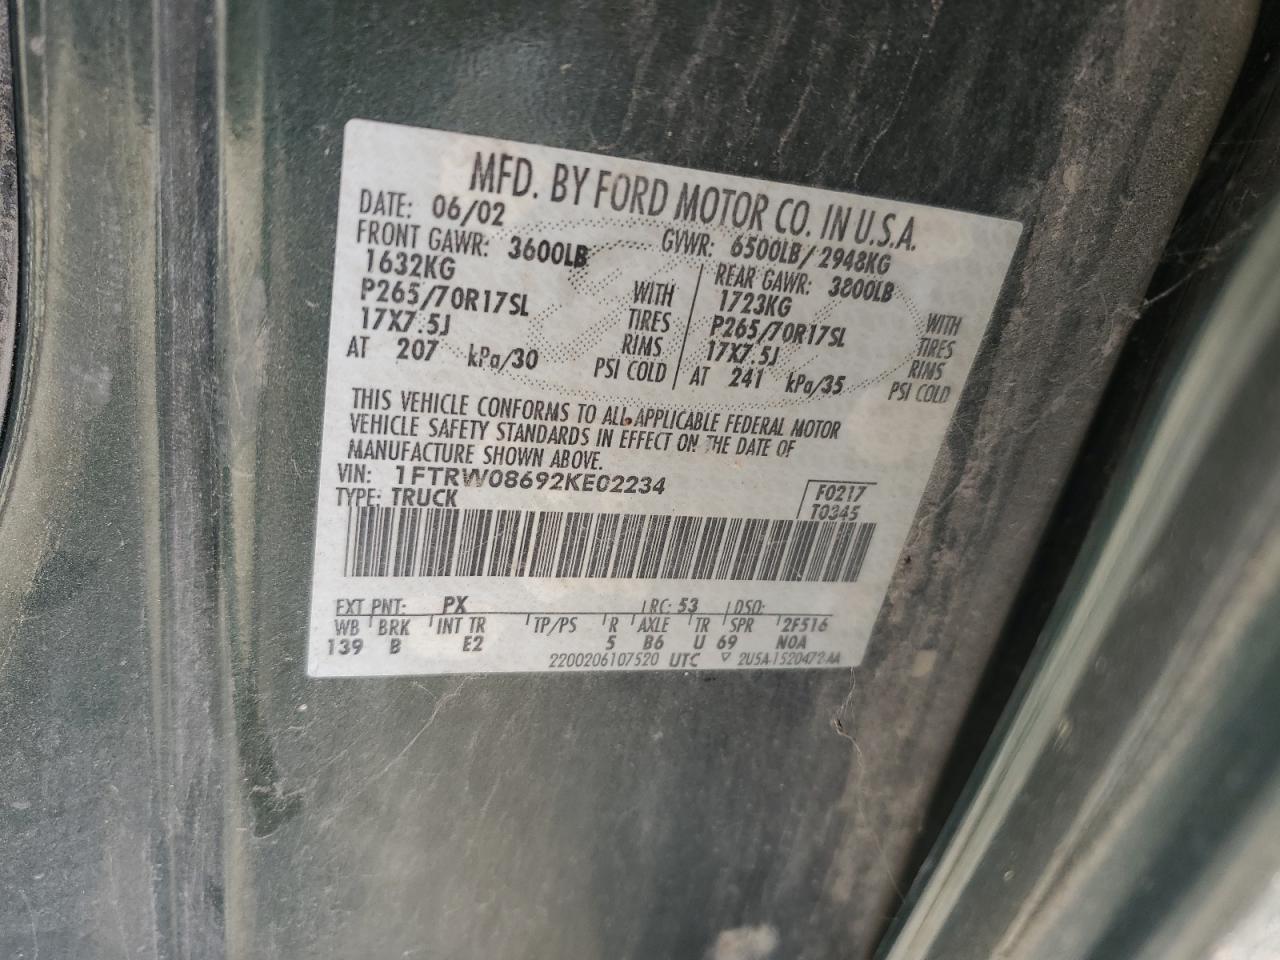 MFD. BY FORD MOTOR CO. IN U.S.A.
DATE: 06/02 GVWR: 6500LB/2948KG
FRONT GAWR: 3600LB REAR GAWR: 3800LB
1632KG WITH 1723KG WITH
P265/70R17SL TIRES P265/70R17SL TIRES
17X7.5J RIMS 17X7.5J RIMS
AT 207 kPa/30 PSI COLD AT 241 kPa/35 PSI COLD
THIS VEHICLE CONFORMS TO ALL APPLICABLE FEDERAL MOTOR
VEHICLE SAFETY STANDARDS IN EFFECT ON THE DATE OF
MANUFACTURE SHOWN ABOVE.
VIN: 1FTRW08692KE02234 F0217
TYPE: TRUCK T0345
EXT PNT: PX RC: 53 DSO:
WB BRK INT TR TP/PS R AXLE TR SPR 2F516
139 B E2 5 B6 U 69 N0A
2200206107520 UTC ▽ 2U5A-1520472-AA